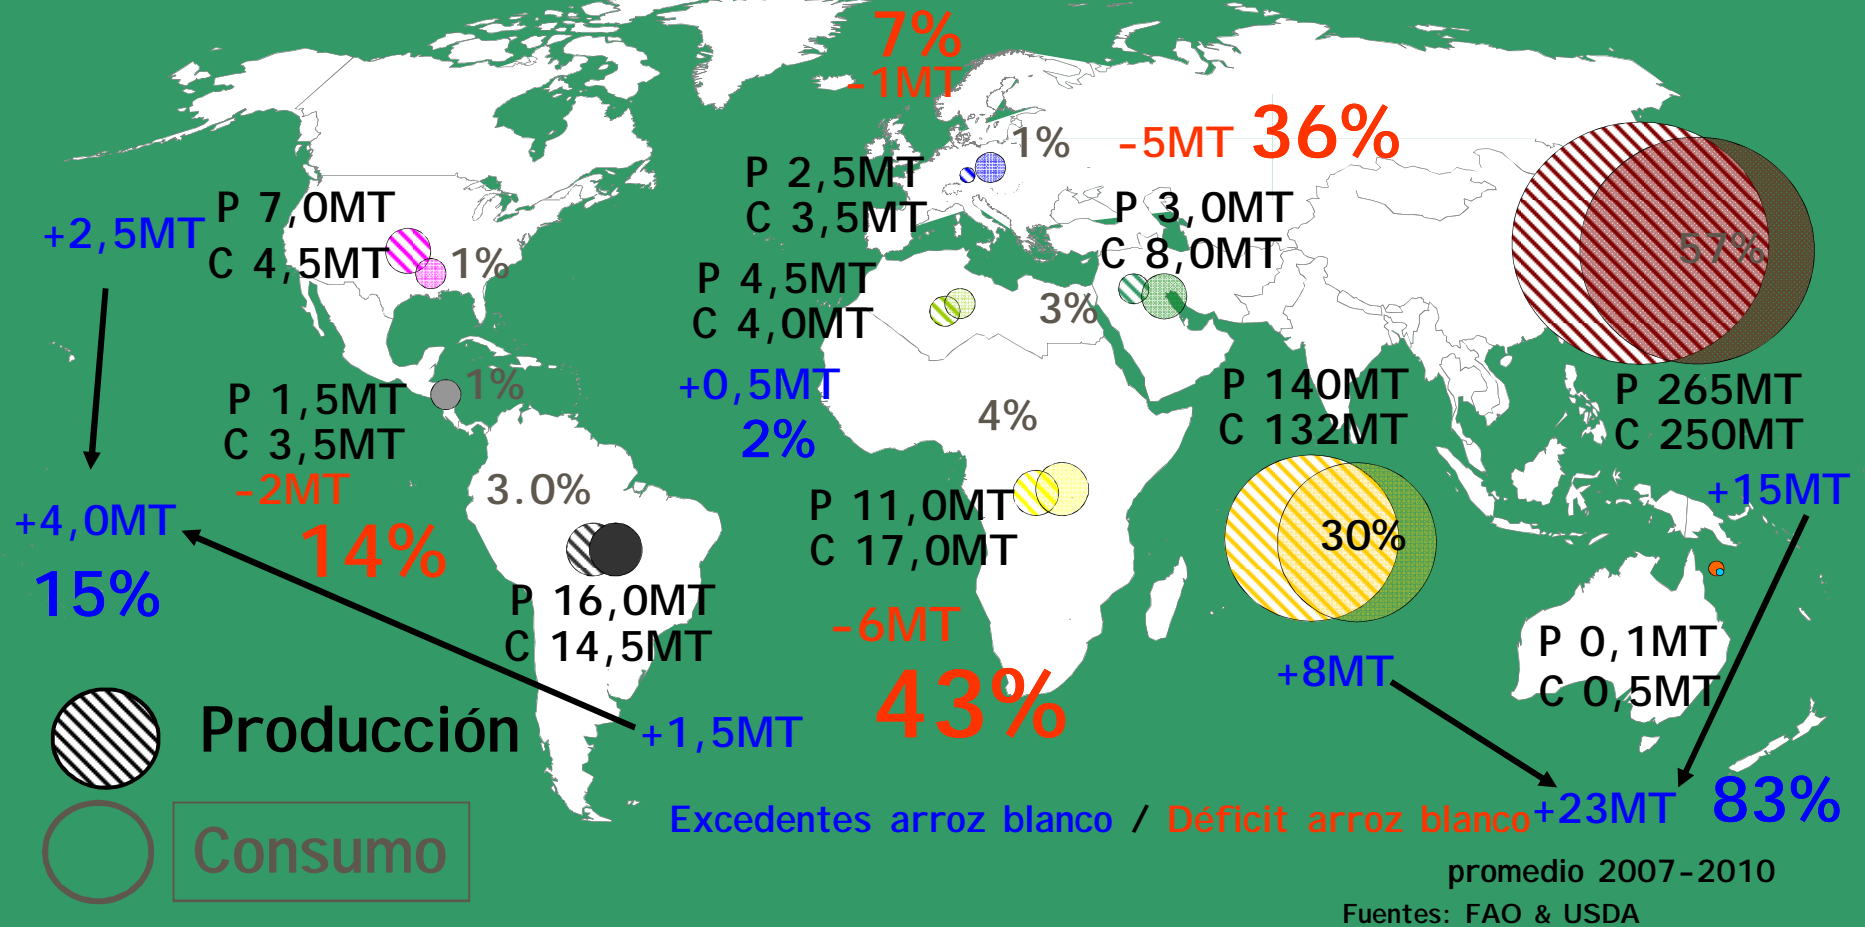 7%
-1MT
1%
-5MT 36%
P 2,5MT
C 3,5MT
P 7,0MT
C 4,5MT
+2,5MT
1%
P 3,0MT
C 8,0MT
57%
P 4,5MT
C 4,0MT
3%
+0,5MT
2%
P 1,5MT
C 3,5MT
1%
-2MT
14%
4%
P 140MT
C 132MT
P 265MT
C 250MT
+15MT
3.0%
+4,0MT
15%
P 11,0MT
C 17,0MT
30%
P 16,0MT
C 14,5MT
-6MT
43%
+8MT
P 0,1MT
C 0,5MT
+1,5MT
Producción
Consumo
Excedentes arroz blanco / Déficit arroz blanco
+23MT 83%
promedio 2007-2010
Fuentes: FAO & USDA